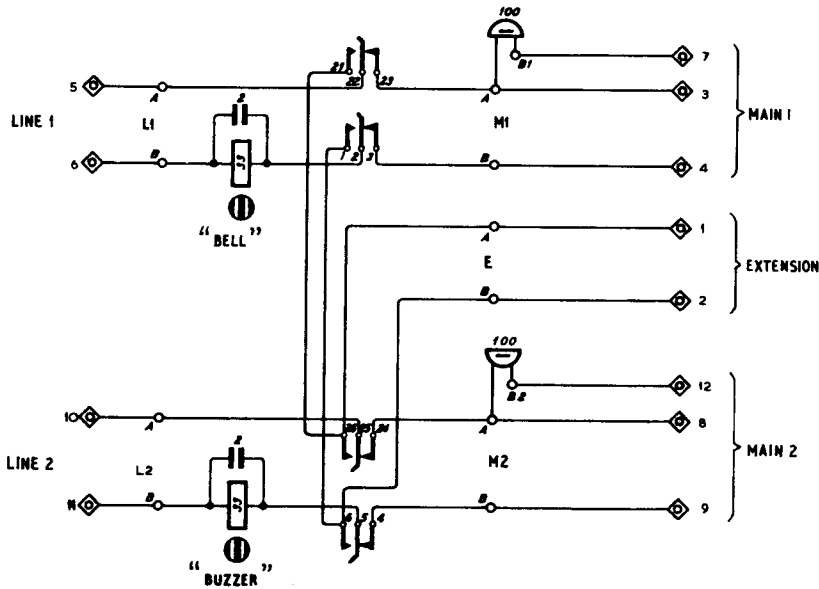 100
21 22 23
B1
7
5
A
A
3
MAIN 1
LINE 1
L1
2
M1
1 2 3
6
B
33
B
4
"BELL"
A
1
E
EXTENSION
B
2
100
B2
12
10
A
26 25 24
A
8
LINE 2
L2
2
M2
MAIN 2
11
B
33
6 5 4
B
9
"BUZZER"